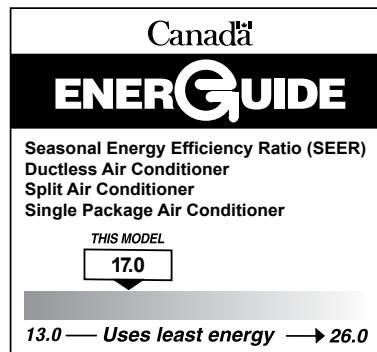 Canada
ENERGUIDE
Seasonal Energy Efficiency Ratio (SEER)
Ductless Air Conditioner
Split Air Conditioner
Single Package Air Conditioner
THIS MODEL
17.0
13.0 — Uses least energy → 26.0